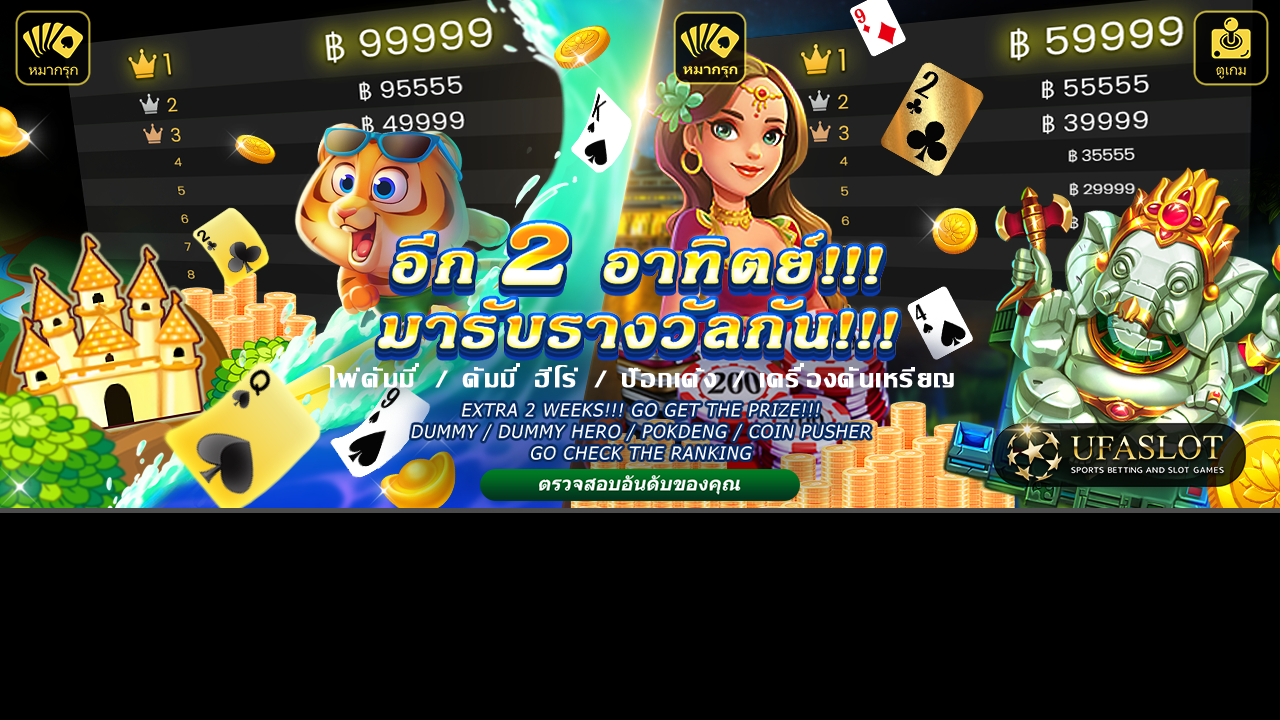 หมากรุก
1 ฿ 99999
2 ฿ 95555
3 ฿ 49999
4
5
6
7
8
หมากรุก
1 ฿ 59999
2 ฿ 55555
3 ฿ 39999
4 ฿ 35555
5 ฿ 29999
6 ฿
ตูเกม
9
K
2
2
4
Q
9
200
อีก 2 อาทิตย์!!!
มารับรางวัลกัน!!!
ไพ่ดัมมี่ / ดัมมี่ ฮีโร่ / ป๊อกเด้ง / เครื่องดันเหรียญ
EXTRA 2 WEEKS!!! GO GET THE PRIZE!!!
DUMMY / DUMMY HERO / POKDENG / COIN PUSHER
GO CHECK THE RANKING
ตรวจสอบอันดับของคุณ
UFASLOT
SPORTS BETTING AND SLOT GAMES